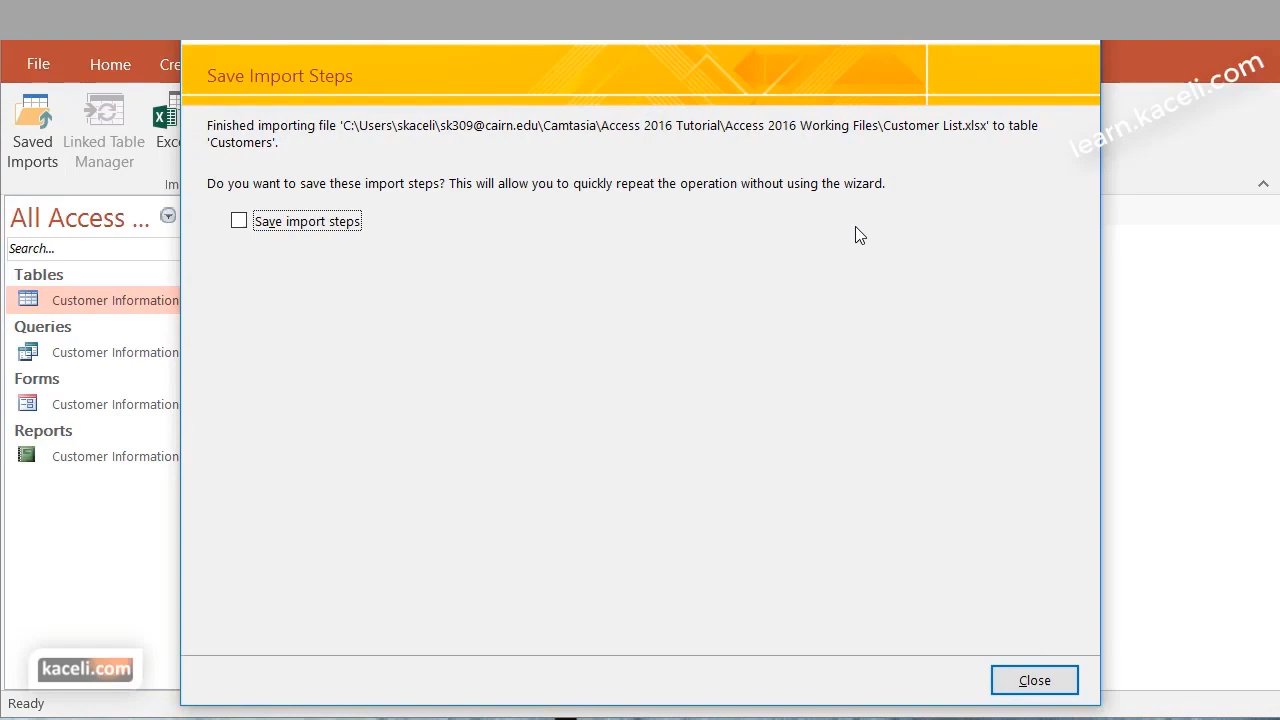 File
Home
Cre
learn.kaceli.com
Saved Imports
Linked Table Manager
Exce
Im
Save Import Steps
Finished importing file 'C:\Users\skaceli\sk309@cairn.edu\Camtasia\Access 2016 Tutorial\Access 2016 Working Files\Customer List.xlsx' to table
'Customers'.
Do you want to save these import steps? This will allow you to quickly repeat the operation without using the wizard.
Save import steps
All Access ...
Search...
Tables
Customer Information
Queries
Customer Information
Forms
Customer Information
Reports
Customer Information
kaceli.com
Close
Ready